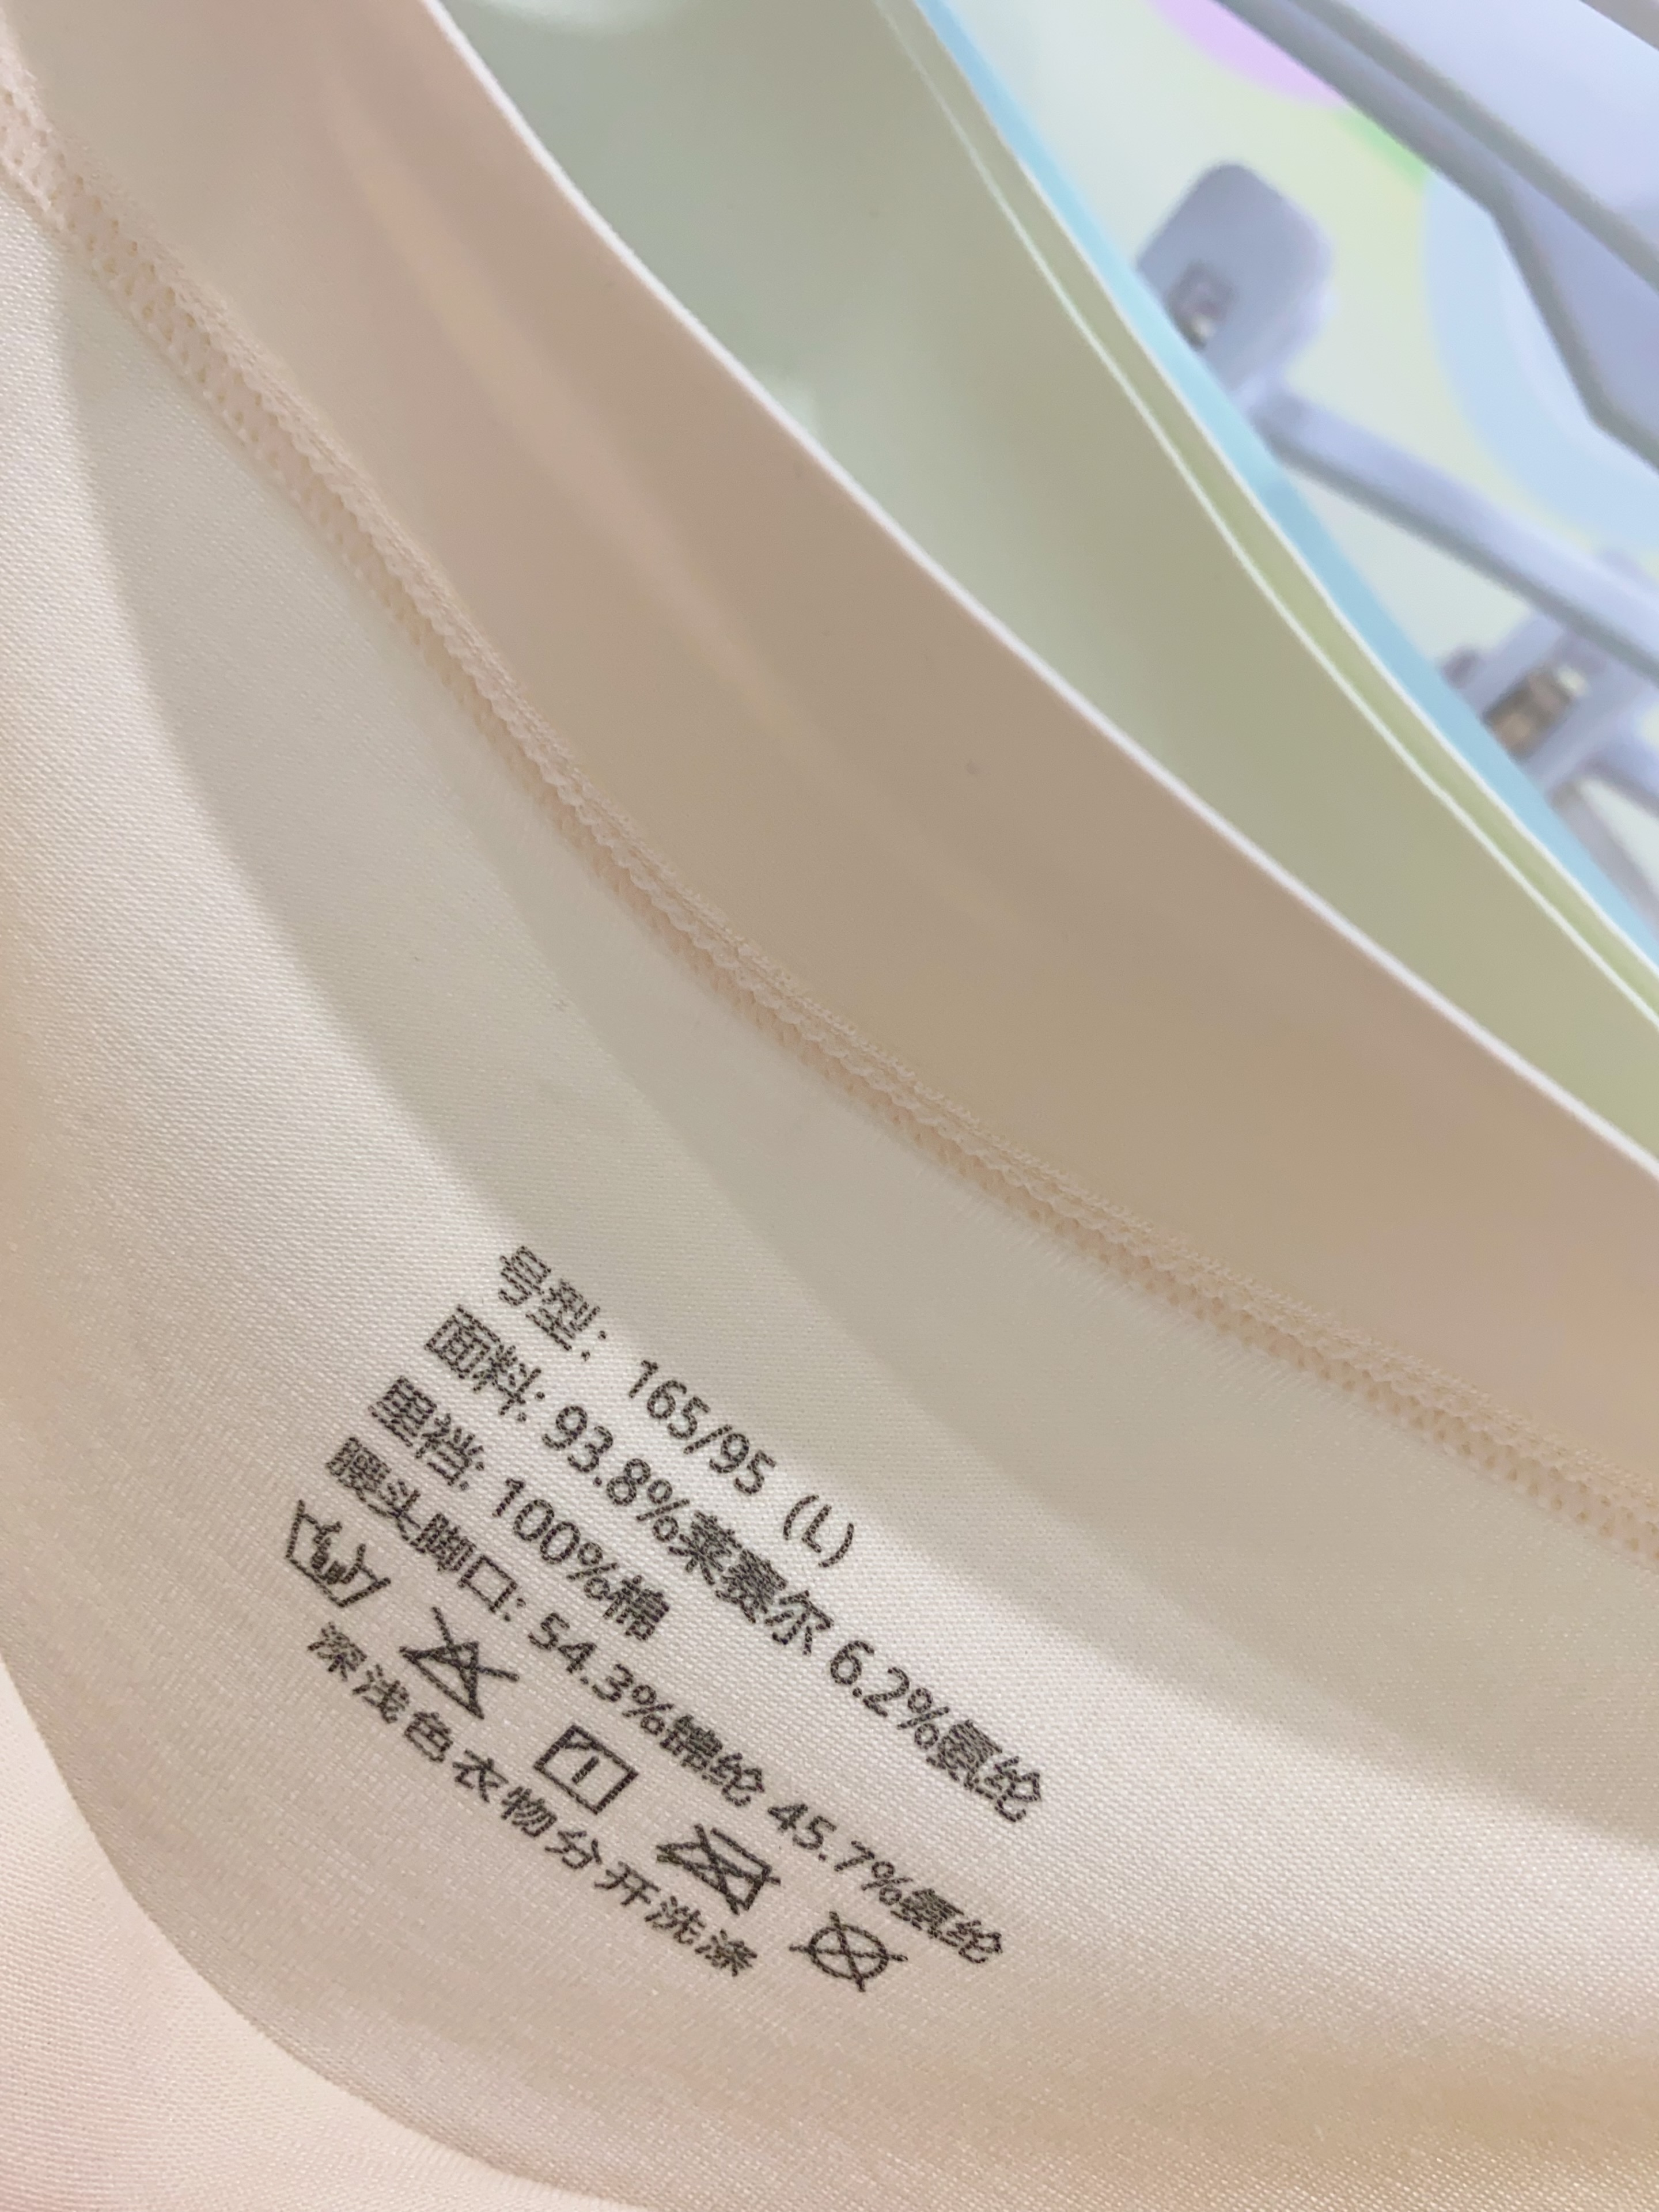 号型：165/95（L）
面料: 93.8%莱赛尔 6.2%氨纶
里裆: 100%棉
腰头脚口: 54.3%锦纶 45.7%氨纶
深浅色衣物分开洗涤